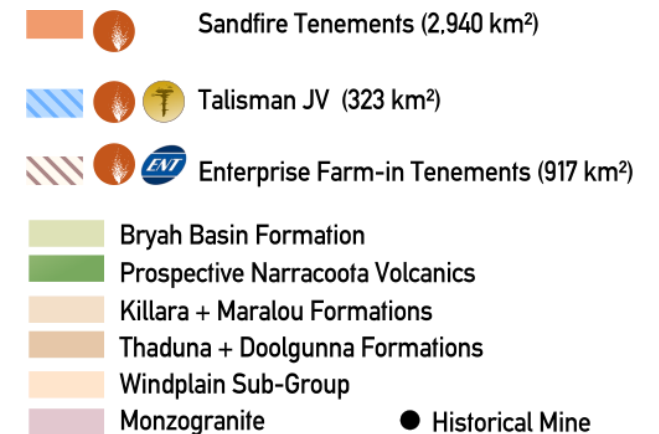 Sandfire Tenements (2,940 km²)
Talisman JV (323 km²)
ENT
Enterprise Farm-in Tenements (917 km²)
Bryah Basin Formation
Prospective Narracoota Volcanics
Killara + Maralou Formations
Thaduna + Doolgunna Formations
Windplain Sub-Group
Monzogranite
Historical Mine